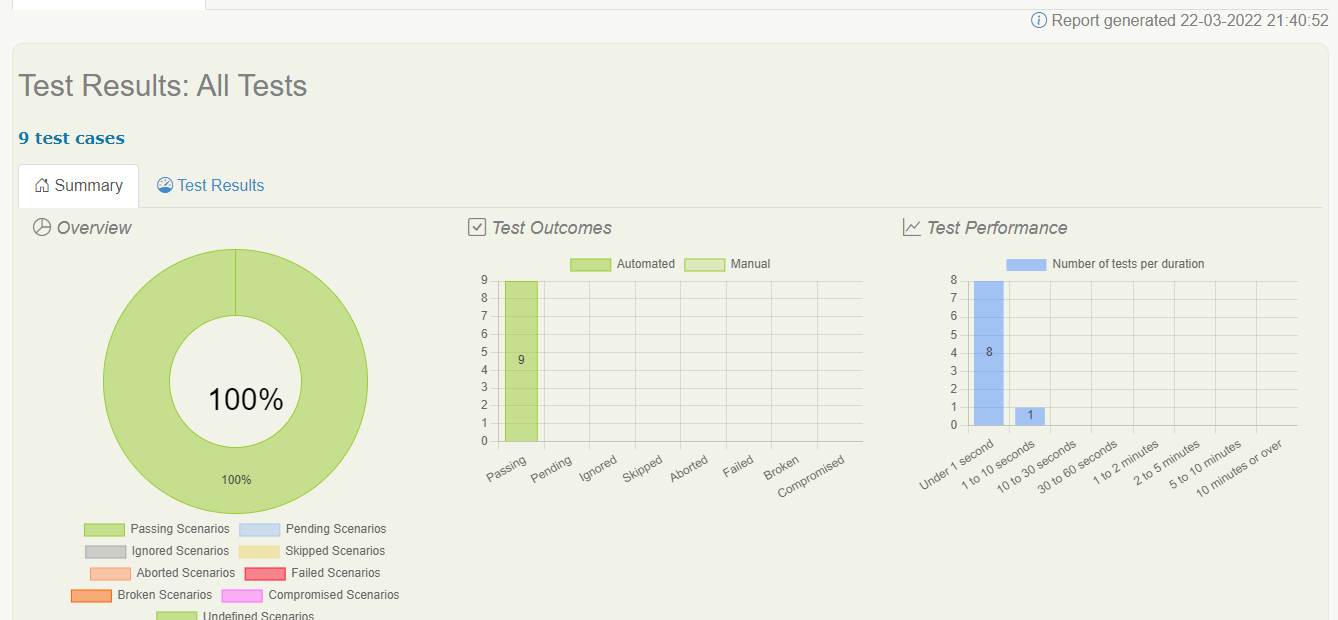 Report generated 22-03-2022 21:40:52
Test Results: All Tests
9 test cases
Summary
Test Results
Overview
100%
100%
Passing Scenarios
Pending Scenarios
Ignored Scenarios
Skipped Scenarios
Aborted Scenarios
Failed Scenarios
Broken Scenarios
Compromised Scenarios
Undefined Scenarios
Test Outcomes
Automated
Manual
9
8
7
6
5
4
3
2
1
0
9
Passing
Pending
Ignored
Skipped
Aborted
Failed
Broken
Compromised
Test Performance
Number of tests per duration
8
7
6
5
4
3
2
1
0
8
1
Under 1 second
1 to 10 seconds
10 to 30 seconds
30 to 60 seconds
1 to 2 minutes
2 to 5 minutes
5 to 10 minutes
10 minutes or over